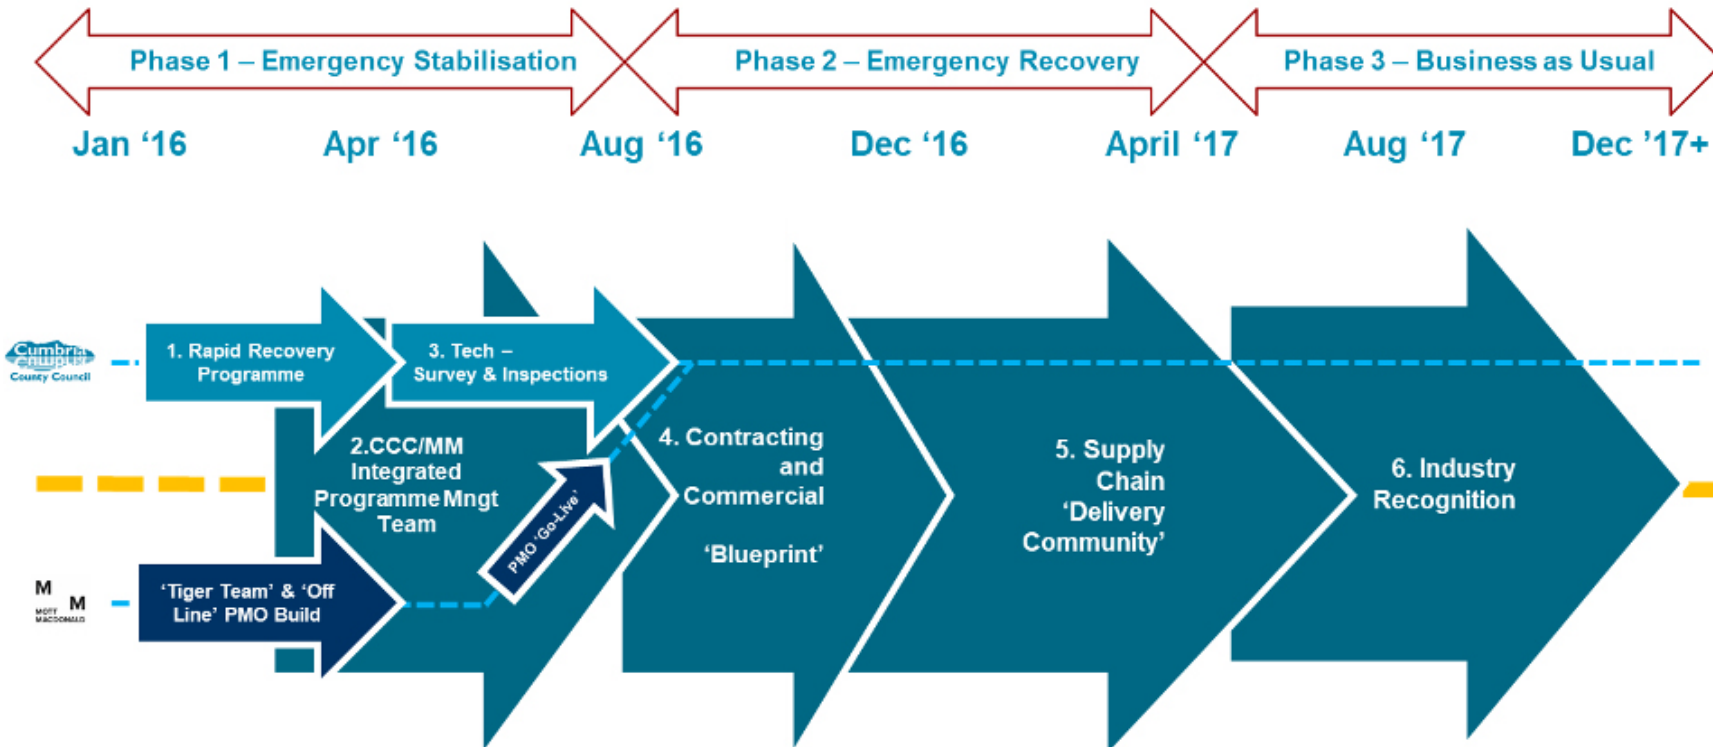 Phase 1 – Emergency Stabilisation
Phase 2 – Emergency Recovery
Phase 3 – Business as Usual
Jan ‘16
Apr ‘16
Aug ‘16
Dec ‘16
April ‘17
Aug ‘17
Dec ’17+
Cumbria
County Council
1. Rapid Recovery
Programme
3. Tech –
Survey & Inspections
2.CCC/MM
Integrated
Programme Mngt
Team
PMO ‘Go-Live’
4. Contracting
and
Commercial
‘Blueprint’
5. Supply
Chain
‘Delivery
Community’
6. Industry
Recognition
M
M
MOTT
MACDONALD
‘Tiger Team’ & ‘Off
Line’ PMO Build